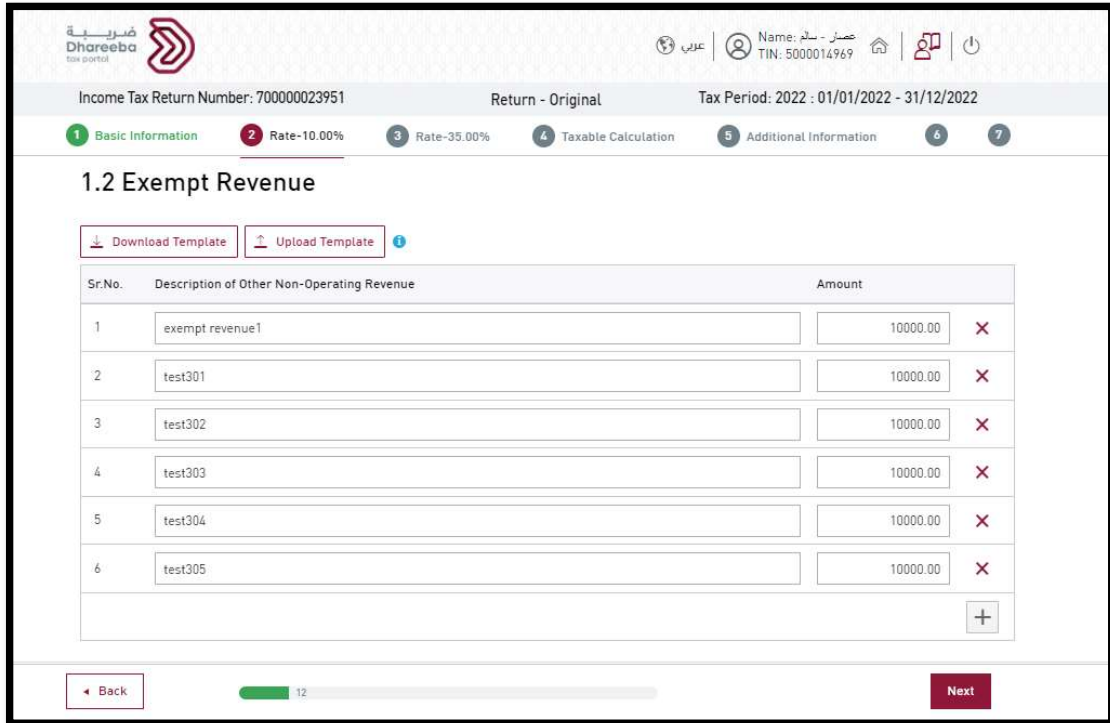 ضريبة
Dhareeba
tax portal
عربي
Name: عصار - سالم
TIN: 5000014969
Income Tax Return Number: 700000023951
Return - Original
Tax Period: 2022 : 01/01/2022 - 31/12/2022
1 Basic Information
2 Rate-10.00%
3 Rate-35.00%
4 Taxable Calculation
5 Additional Information
6
7
1.2 Exempt Revenue
Download Template
Upload Template
Sr.No. Description of Other Non-Operating Revenue Amount
1 exempt revenue1 10000.00
2 test301 10000.00
3 test302 10000.00
4 test303 10000.00
5 test304 10000.00
6 test305 10000.00
Back
12
Next